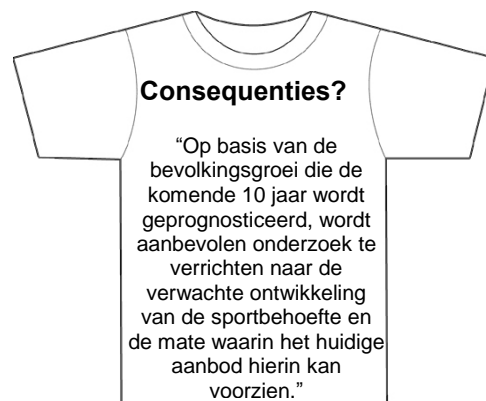 Consequenties?
“Op basis van de
bevolkingsgroei die de
komende 10 jaar wordt
geprognosticeerd, wordt
aanbevolen onderzoek te
verrichten naar de
verwachte ontwikkeling
van de sportbehoefte en
de mate waarin het huidige
aanbod hierin kan
voorzien.”